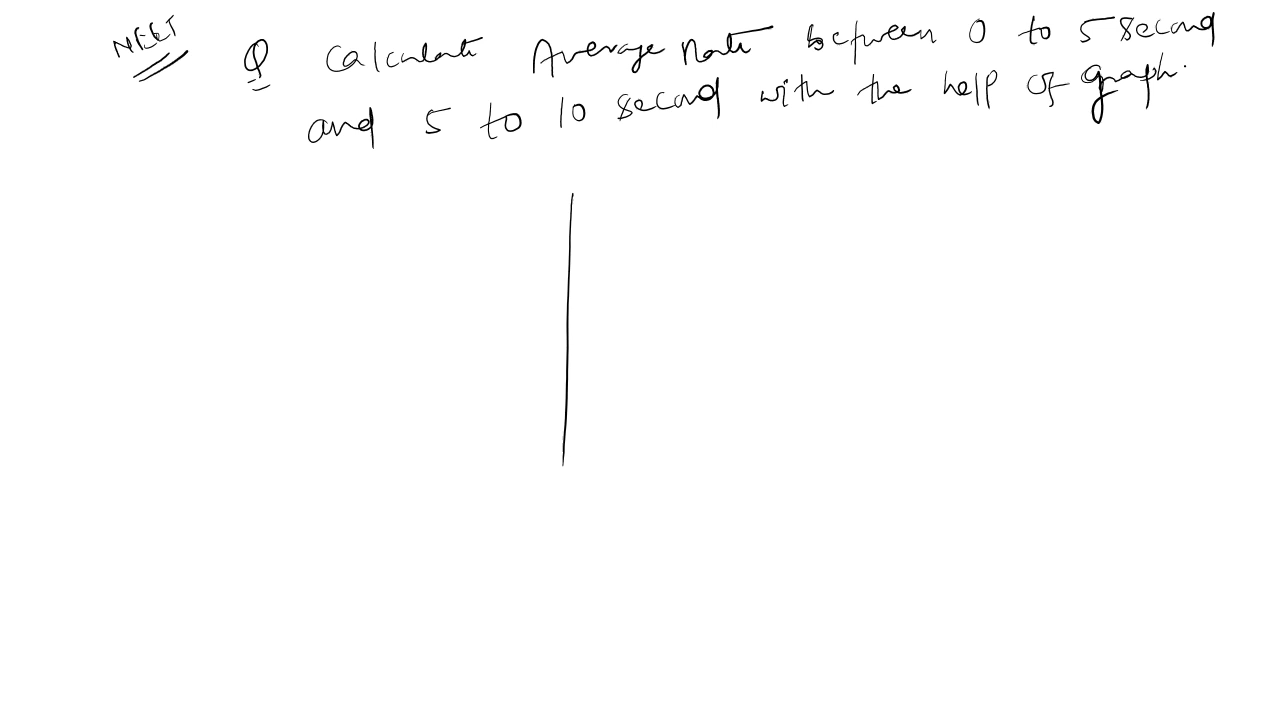 NEET
Q Calculate Average Rate between 0 to 5 second
and 5 to 10 second with the help of graph.